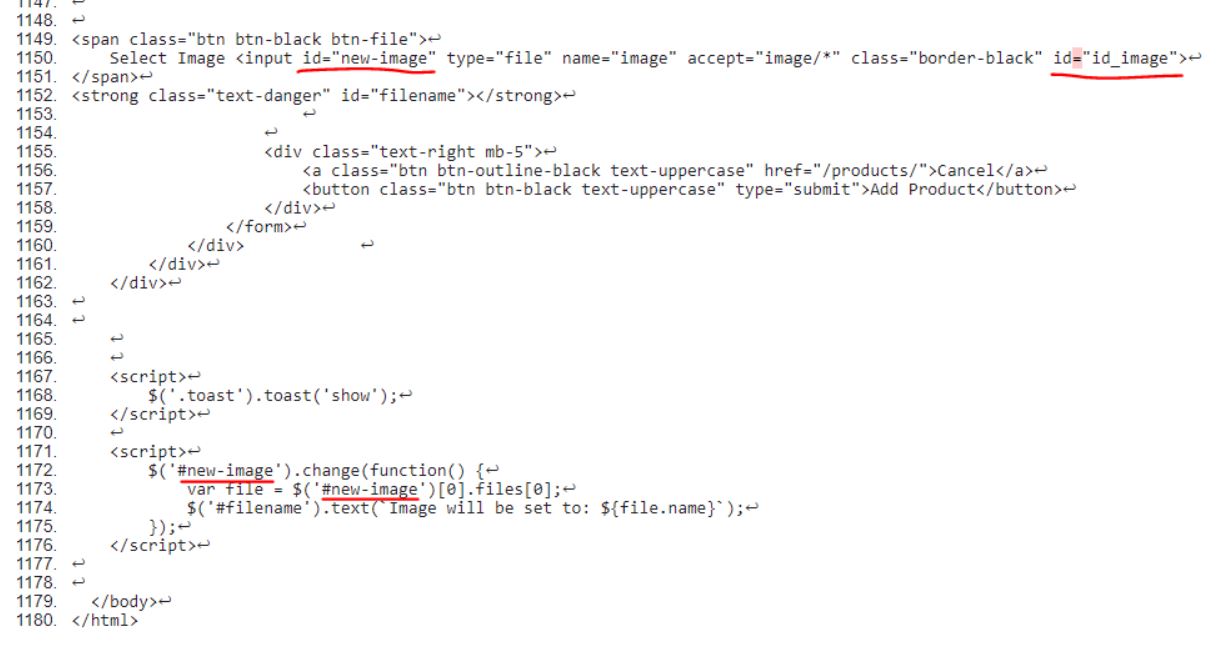 1147. ↩
1148. ↩
1149. <span class="btn btn-black btn-file">↩
1150.     Select Image <input id="new-image" type="file" name="image" accept="image/*" class="border-black" id="id_image">↩
1151. </span>↩
1152. <strong class="text-danger" id="filename"></strong>↩
1153.                         ↩
1154.                     ↩
1155.                     <div class="text-right mb-5">↩
1156.                         <a class="btn btn-outline-black text-uppercase" href="/products/">Cancel</a>↩
1157.                         <button class="btn btn-black text-uppercase" type="submit">Add Product</button>↩
1158.                     </div>↩
1159.                 </form>↩
1160.             </div>            ↩
1161.         </div>↩
1162.     </div>↩
1163. ↩
1164. ↩
1165.     ↩
1166.     ↩
1167.     <script>↩
1168.         $('.toast').toast('show');↩
1169.     </script>↩
1170.     ↩
1171.     <script>↩
1172.         $('#new-image').change(function() {↩
1173.             var file = $('#new-image')[0].files[0];↩
1174.             $('#filename').text(`Image will be set to: ${file.name}`);↩
1175.         });↩
1176.     </script>↩
1177. ↩
1178. ↩
1179.   </body>↩
1180. </html>